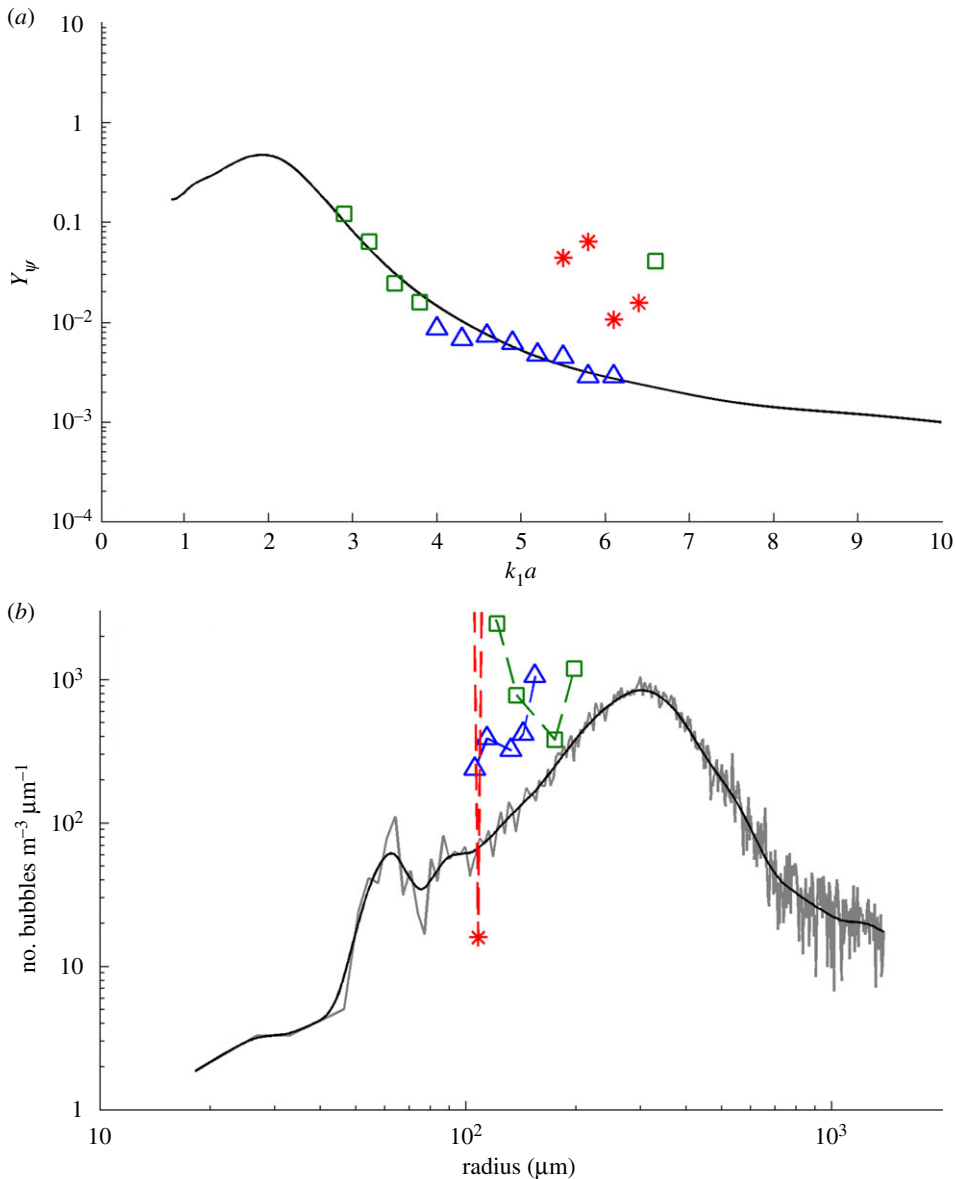 (a)
10
1
0.1
10⁻²
10⁻³
10⁻⁴
Yψ
0 1 2 3 4 5 6 7 8 9 10
k₁a
(b)
10³
10²
10
1
no. bubbles m⁻³ μm⁻¹
10 10² 10³
radius (μm)